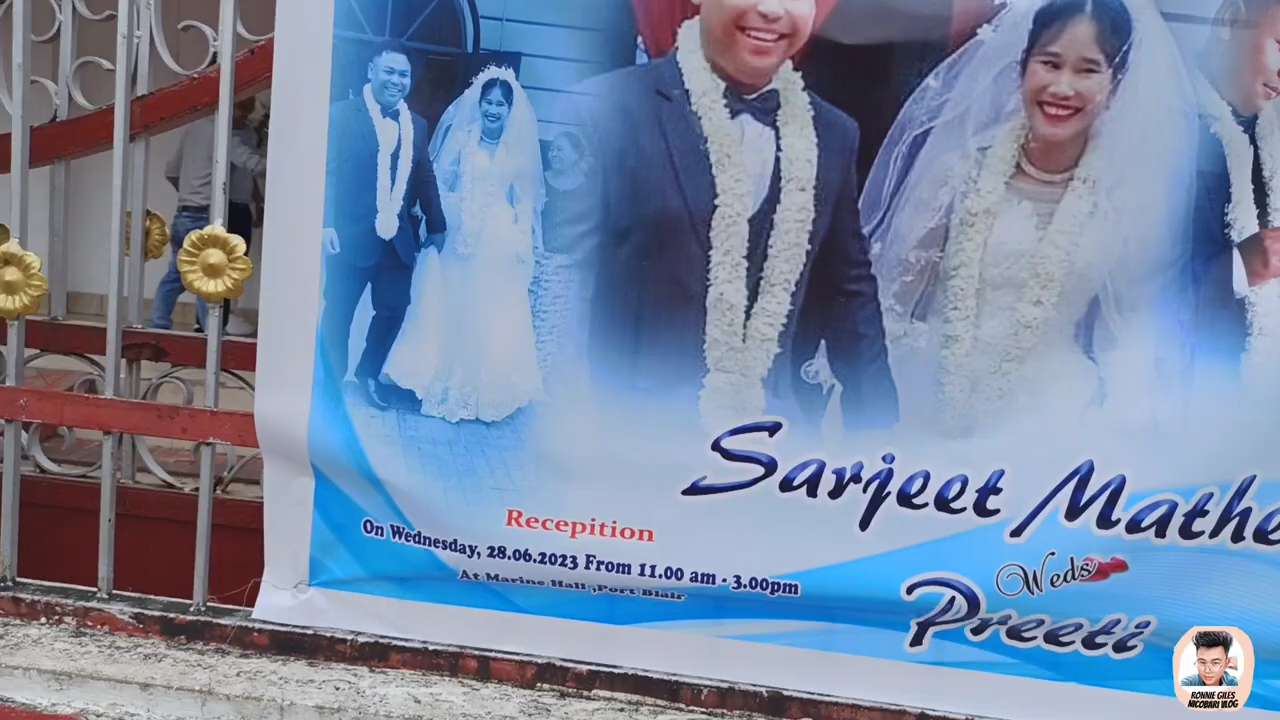 Sarjeet Mathe
Weds
Preeti
Recepition
On Wednesday, 28.06.2023 From 11.00 am - 3.00pm
At Marine Hall ,Port Blair
RONNIE GILES
NICOBARI VLOG